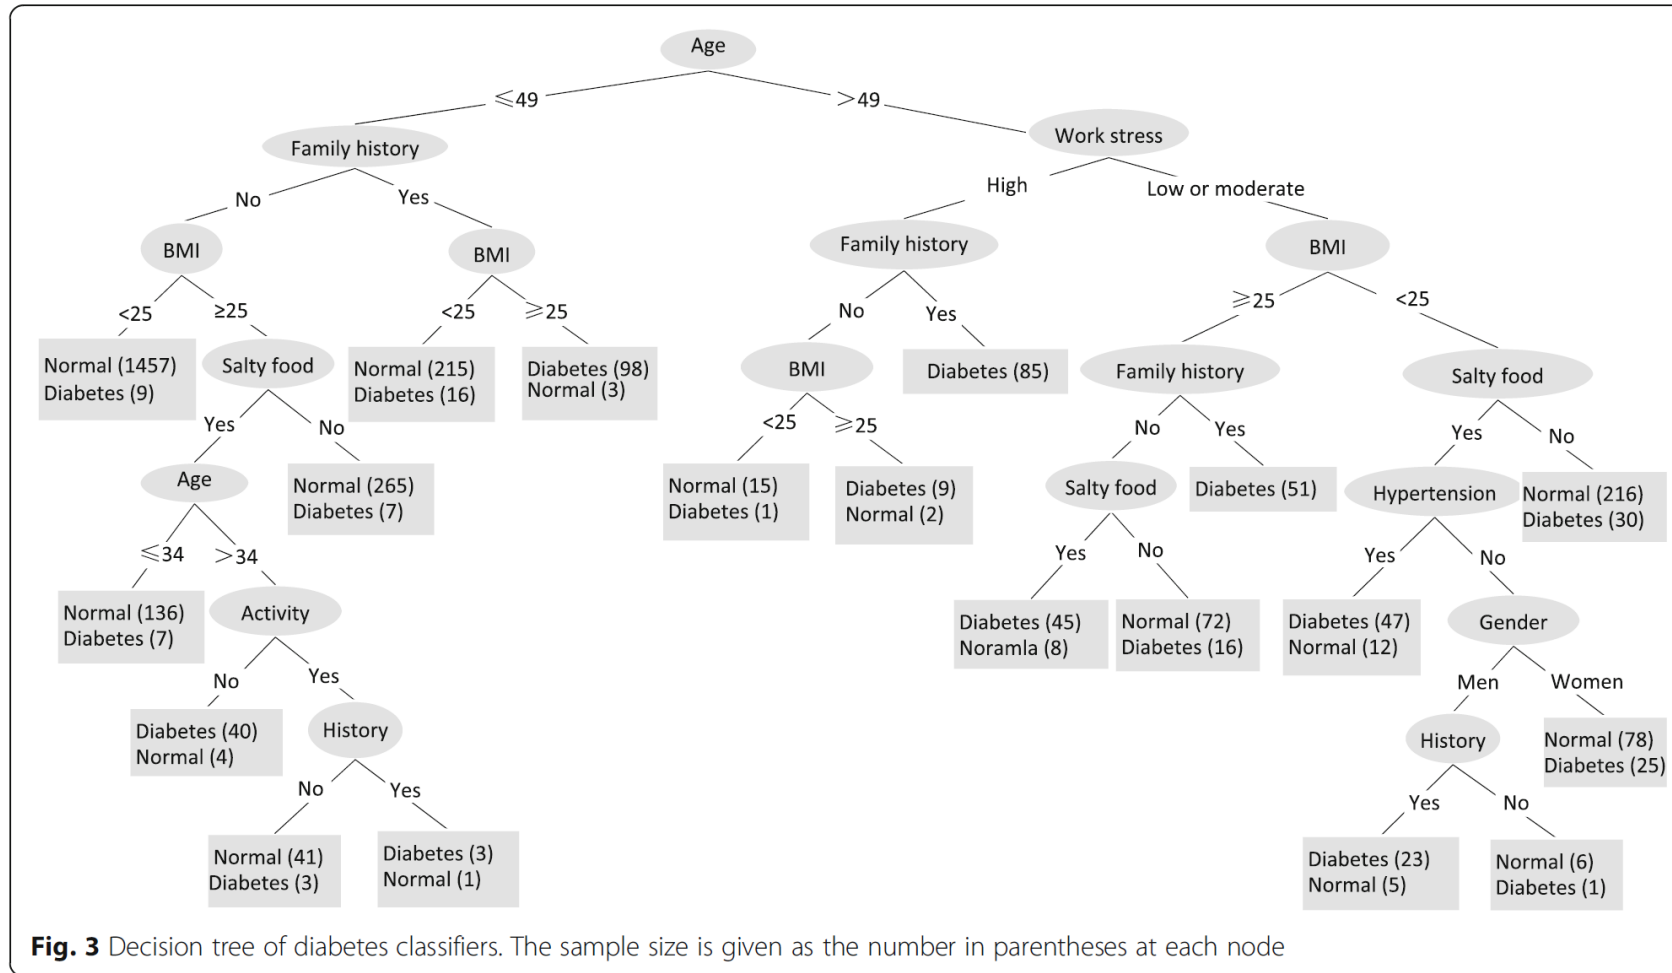 Age
≤49
>49
Family history
Work stress
No
Yes
High
Low or moderate
BMI
BMI
Family history
BMI
<25
≥25
<25
≥25
No
Yes
≥25
<25
Normal (1457)
Diabetes (9)
Salty food
Normal (215)
Diabetes (16)
Diabetes (98)
Normal (3)
BMI
Diabetes (85)
Family history
Salty food
Yes
No
<25
≥25
No
Yes
Yes
No
Age
Normal (265)
Diabetes (7)
Normal (15)
Diabetes (1)
Diabetes (9)
Normal (2)
Salty food
Diabetes (51)
Hypertension
Normal (216)
Diabetes (30)
≤34
>34
Yes
No
Yes
No
Normal (136)
Diabetes (7)
Activity
Diabetes (45)
Noramla (8)
Normal (72)
Diabetes (16)
Diabetes (47)
Normal (12)
Gender
No
Yes
Men
Women
Diabetes (40)
Normal (4)
History
History
Normal (78)
Diabetes (25)
No
Yes
Yes
No
Normal (41)
Diabetes (3)
Diabetes (3)
Normal (1)
Diabetes (23)
Normal (5)
Normal (6)
Diabetes (1)
Fig. 3 Decision tree of diabetes classifiers. The sample size is given as the number in parentheses at each node